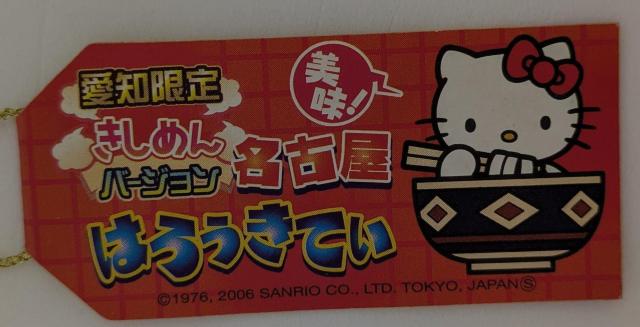 愛知限定
きしめん
バージョン
名古屋
美味!
はろうきてぃ
©1976, 2006 SANRIO CO., LTD. TOKYO, JAPAN Ⓢ